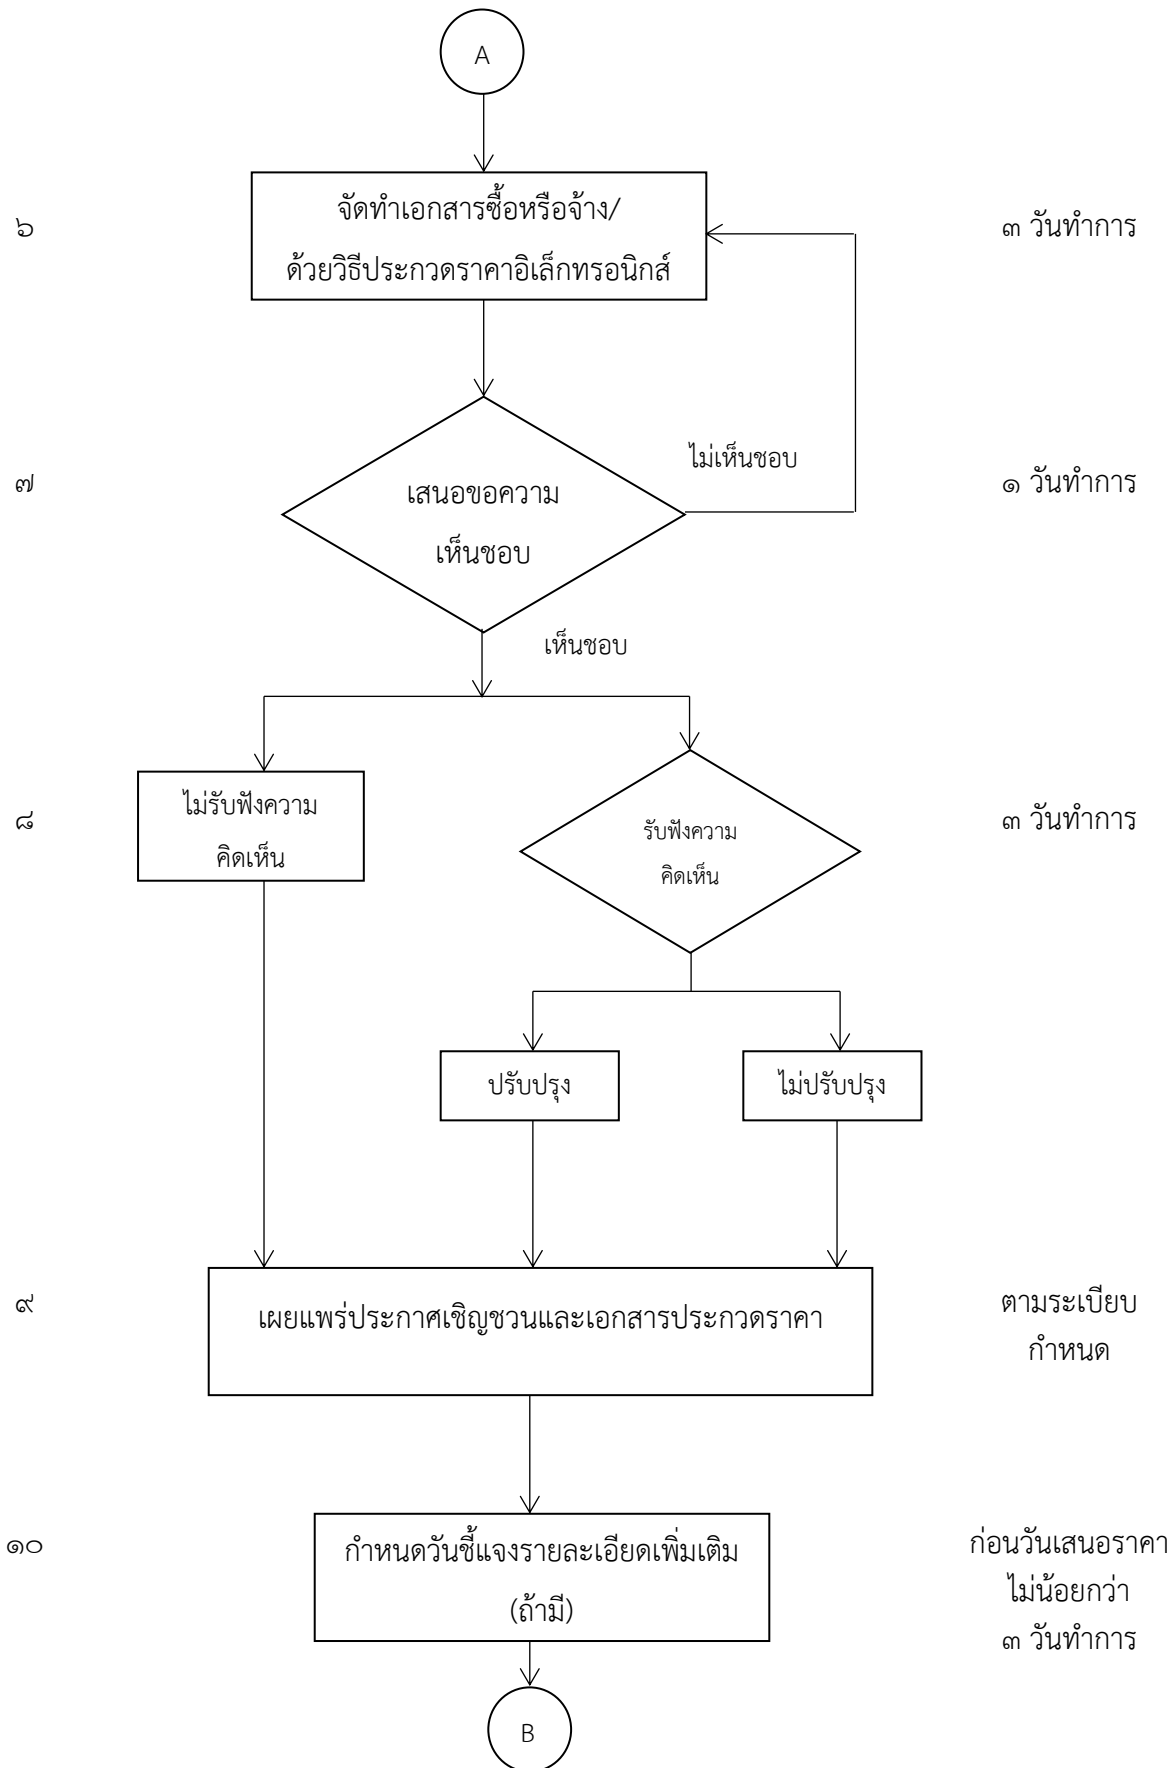 A
๖
จัดทำเอกสารซื้อหรือจ้าง/
ด้วยวิธีประกวดราคาอิเล็กทรอนิกส์
๓ วันทำการ
ไม่เห็นชอบ
๗
เสนอขอความ
เห็นชอบ
๑ วันทำการ
เห็นชอบ
๘
ไม่รับฟังความ
คิดเห็น
รับฟังความ
คิดเห็น
๓ วันทำการ
ปรับปรุง
ไม่ปรับปรุง
๙
เผยแพร่ประกาศเชิญชวนและเอกสารประกวดราคา
ตามระเบียบ
กำหนด
๑๐
กำหนดวันชี้แจงรายละเอียดเพิ่มเติม
(ถ้ามี)
ก่อนวันเสนอราคา
ไม่น้อยกว่า
๓ วันทำการ
B